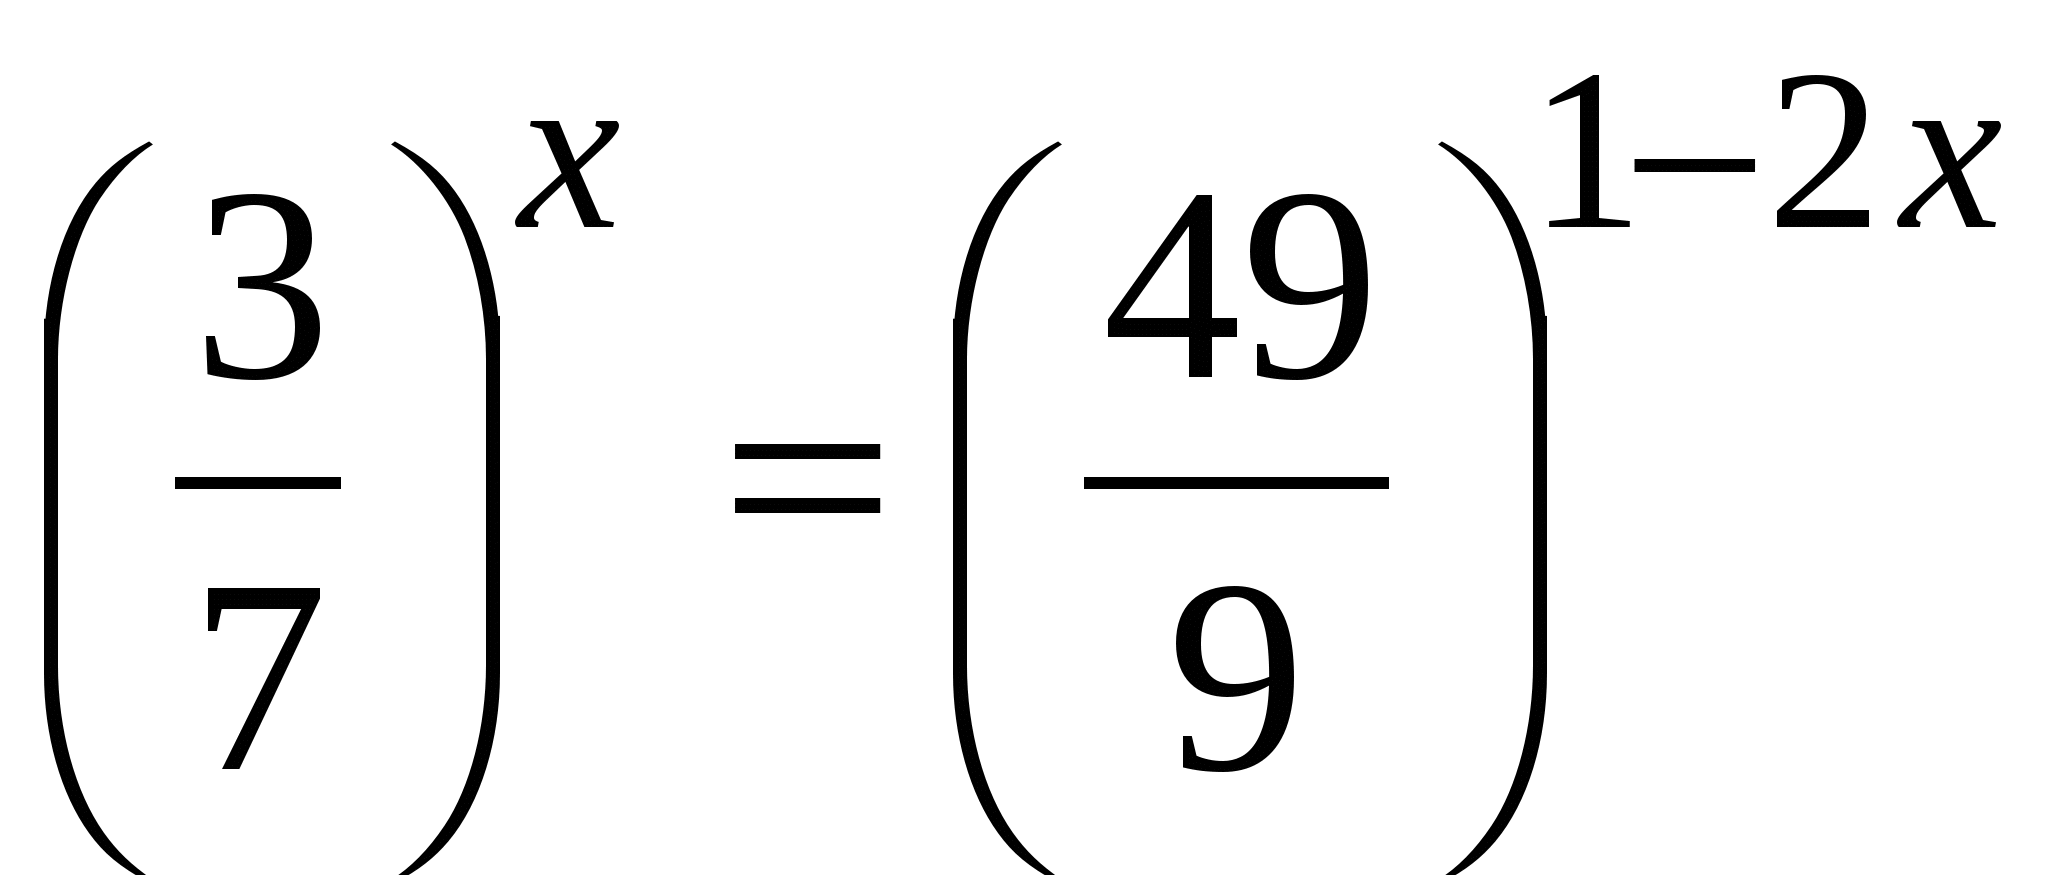 (3/7)^x = (49/9)^{1–2x}